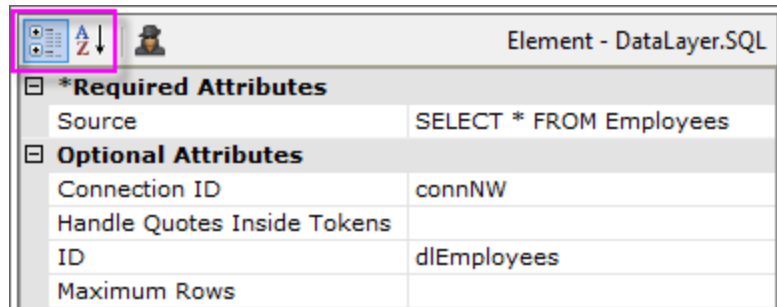 A Z Element - DataLayer.SQL
*Required Attributes
Source SELECT * FROM Employees
Optional Attributes
Connection ID connNW
Handle Quotes Inside Tokens
ID dlEmployees
Maximum Rows